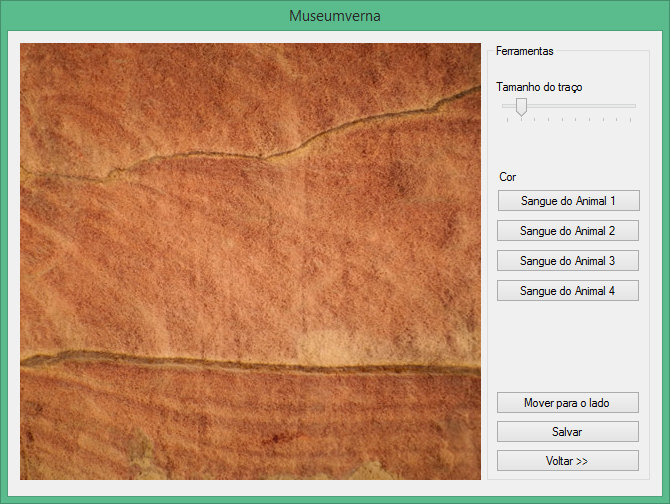 Museumverna
Ferramentas
Tamanho do traço
Cor
Sangue do Animal 1
Sangue do Animal 2
Sangue do Animal 3
Sangue do Animal 4
Mover para o lado
Salvar
Voltar >>